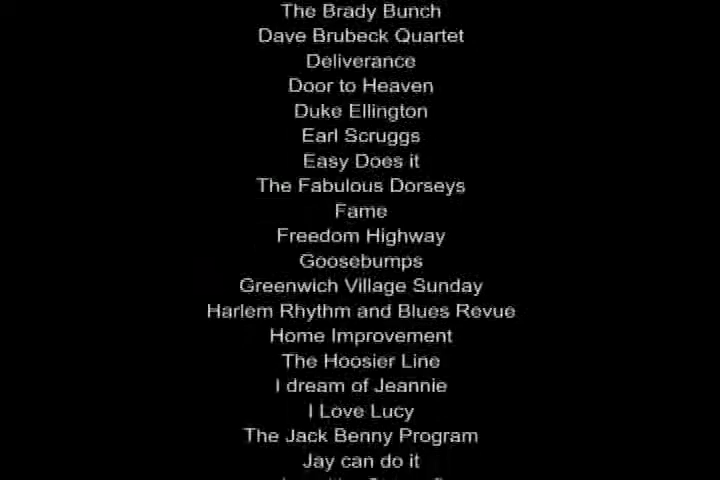 The Brady Bunch
Dave Brubeck Quartet
Deliverance
Door to Heaven
Duke Ellington
Earl Scruggs
Easy Does it
The Fabulous Dorseys
Fame
Freedom Highway
Goosebumps
Greenwich Village Sunday
Harlem Rhythm and Blues Revue
Home Improvement
The Hoosier Line
I dream of Jeannie
I Love Lucy
The Jack Benny Program
Jay can do it